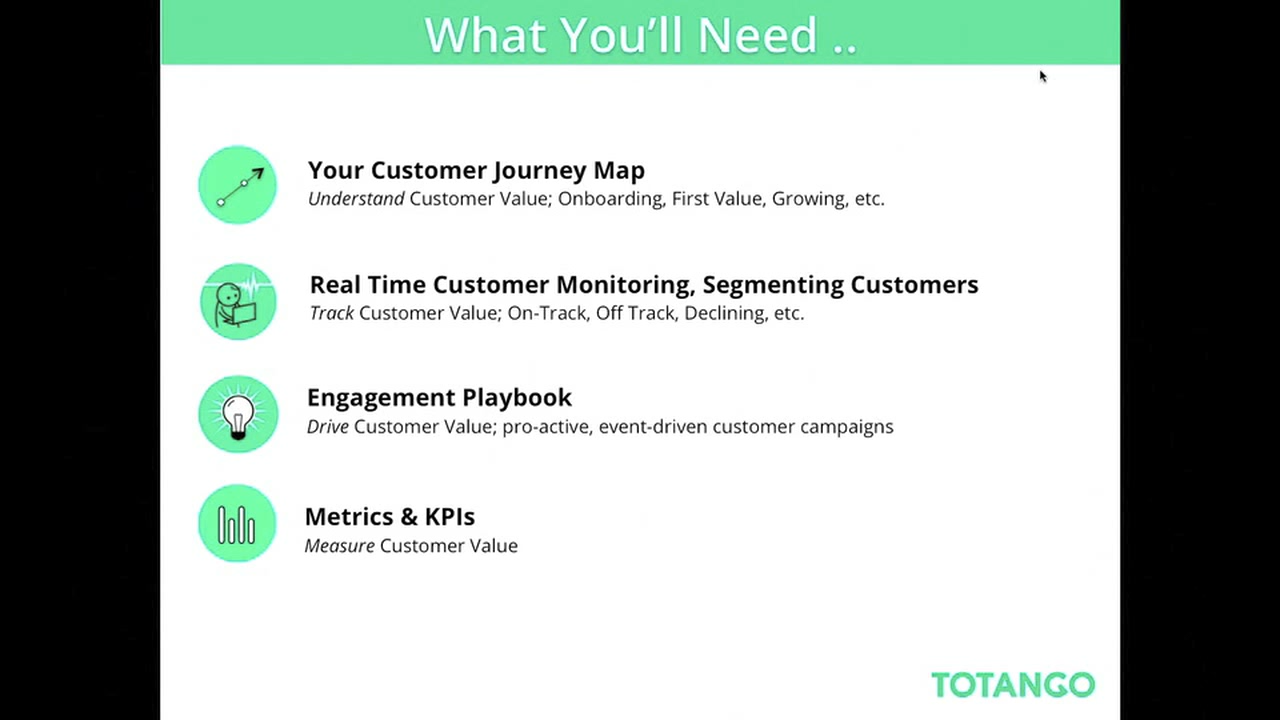 What You’ll Need ..
Your Customer Journey Map
Understand Customer Value; Onboarding, First Value, Growing, etc.
Real Time Customer Monitoring, Segmenting Customers
Track Customer Value; On-Track, Off Track, Declining, etc.
Engagement Playbook
Drive Customer Value; pro-active, event-driven customer campaigns
Metrics & KPIs
Measure Customer Value
TOTANGO